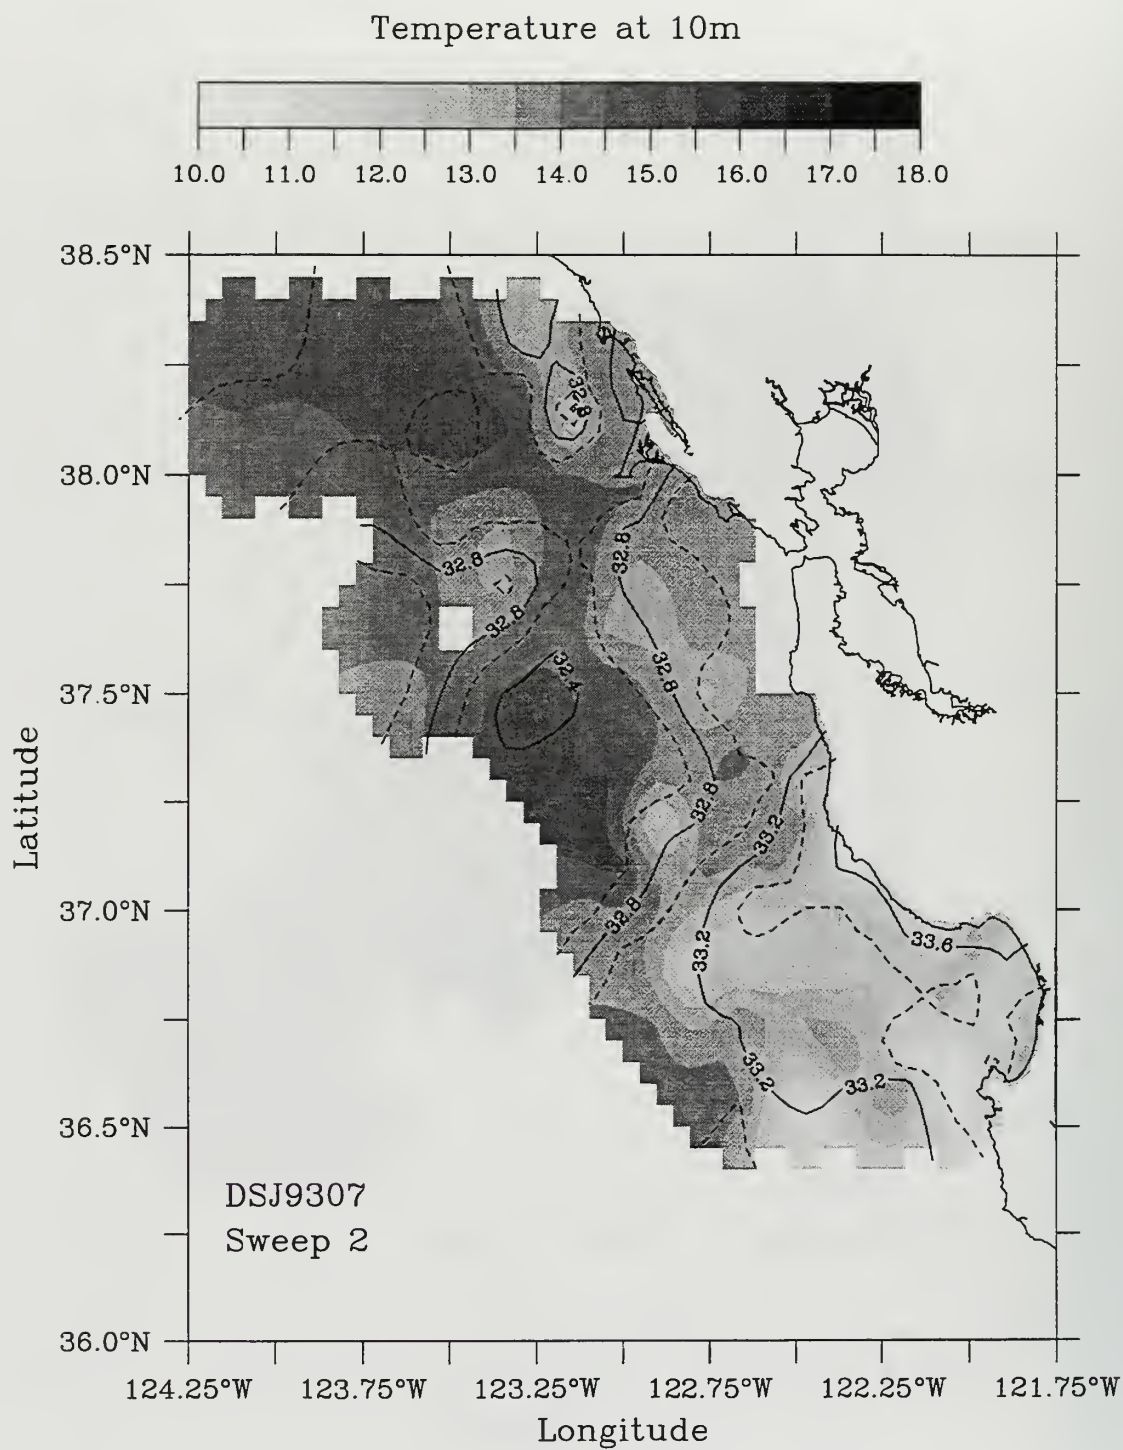 Temperature at 10m
10.0 11.0 12.0 13.0 14.0 15.0 16.0 17.0 18.0
38.5°N
32.8
38.0°N
32.8
32.8
32.8
32.4
32.8
37.5°N
32.8
33.2
Latitude
37.0°N
32.8
33.2
33.6
33.2
33.2
36.5°N
DSJ9307
Sweep 2
36.0°N
124.25°W 123.75°W 123.25°W 122.75°W 122.25°W 121.75°W
Longitude